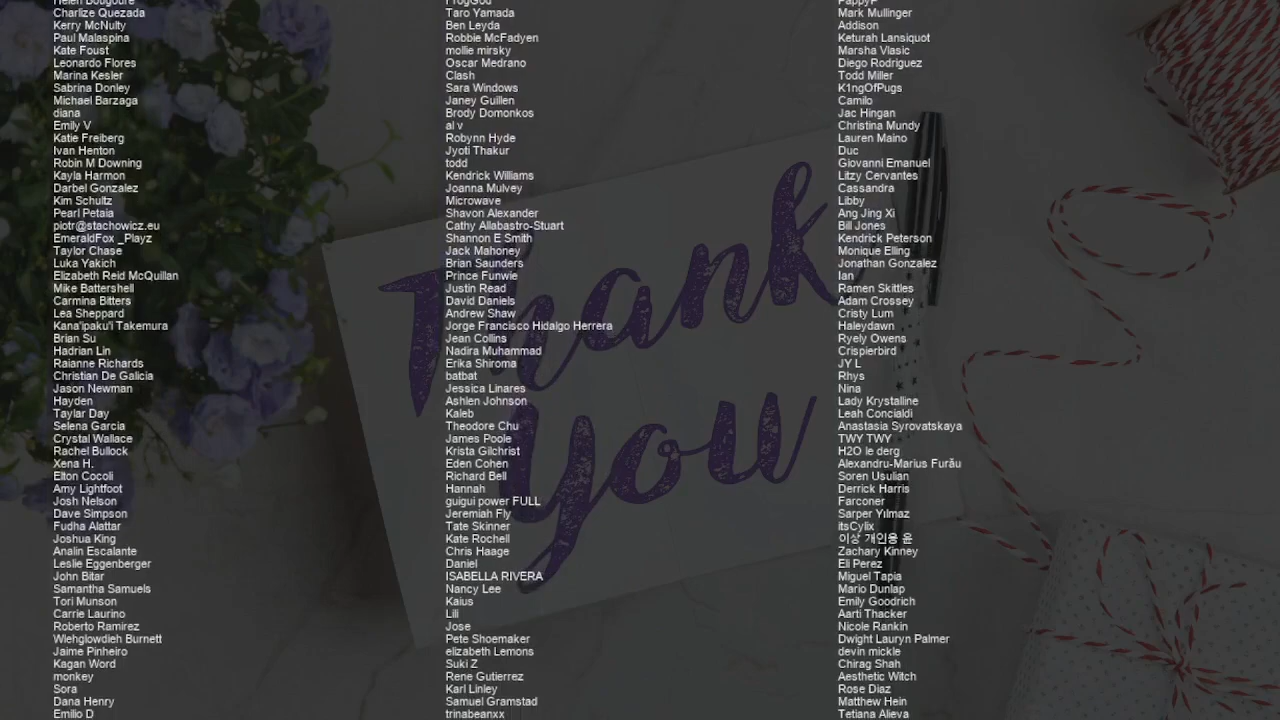 Helen Bougoure
Charlize Quezada
Kerry McNulty
Paul Malaspina
Kate Foust
Leonardo Flores
Marina Kesler
Sabrina Donley
Michael Barzaga
diana
Emily V
Katie Freiberg
Ivan Henton
Robin M Downing
Kayla Harmon
Darbel Gonzalez
Kim Schultz
Pearl Petaia
piotr@stachowicz.eu
EmeraldFox _Playz
Taylor Chase
Luka Yakich
Elizabeth Reid McQuillan
Mike Battershell
Carmina Bitters
Lea Sheppard
Kana'ipaku'i Takemura
Brian Su
Hadrian Lin
Raianne Richards
Christian De Galicia
Jason Newman
Hayden
Taylar Day
Selena Garcia
Crystal Wallace
Rachel Bullock
Xena H.
Elton Cocoli
Amy Lightfoot
Josh Nelson
Dave Simpson
Fudha Alattar
Joshua King
Analin Escalante
Leslie Eggenberger
John Bitar
Samantha Samuels
Tori Munson
Carrie Laurino
Roberto Ramirez
Wiehglowdieh Burnett
Jaime Pinheiro
Kagan Word
monkey
Sora
Dana Henry
Emilio D
FrogGod
Taro Yamada
Ben Leyda
Robbie McFadyen
mollie mirsky
Oscar Medrano
Clash
Sara Windows
Janey Guillen
Brody Domonkos
al v
Robynn Hyde
Jyoti Thakur
todd
Kendrick Williams
Joanna Mulvey
Microwave
Shavon Alexander
Cathy Allabastro-Stuart
Shannon E Smith
Jack Mahoney
Brian Saunders
Prince Funwie
Justin Read
David Daniels
Andrew Shaw
Jorge Francisco Hidalgo Herrera
Jean Collins
Nadira Muhammad
Erika Shiroma
batbat
Jessica Linares
Ashlen Johnson
Kaleb
Theodore Chu
James Poole
Krista Gilchrist
Eden Cohen
Richard Bell
Hannah
guigui power FULL
Jeremiah Fly
Tate Skinner
Kate Rochell
Chris Haage
Daniel
ISABELLA RIVERA
Nancy Lee
Kaius
Lili
Jose
Pete Shoemaker
elizabeth Lemons
Suki Z
Rene Gutierrez
Karl Linley
Samuel Gramstad
trinabeanxx
PappyP
Mark Mullinger
Addison
Keturah Lansiquot
Marsha Vlasic
Diego Rodriguez
Todd Miller
K1ngOfPugs
Camilo
Jac Hingan
Christina Mundy
Lauren Maino
Duc
Giovanni Emanuel
Litzy Cervantes
Cassandra
Libby
Ang Jing Xi
Bill Jones
Kendrick Peterson
Monique Elling
Jonathan Gonzalez
Ian
Ramen Skittles
Adam Crossey
Cristy Lum
Haleydawn
Ryely Owens
Crispierbird
JY L
Rhys
Nina
Lady Krystalline
Leah Concialdi
Anastasia Syrovatskaya
TWY TWY
H2O le derg
Alexandru-Marius Furău
Soren Usulian
Derrick Harris
Farconer
Sarper Yılmaz
itsCylix
이상 개인용 윤
Zachary Kinney
Eli Perez
Miguel Tapia
Mario Dunlap
Emily Goodrich
Aarti Thacker
Nicole Rankin
Dwight Lauryn Palmer
devin mickle
Chirag Shah
Aesthetic Witch
Rose Diaz
Matthew Hein
Tetiana Alieva
Thank
you